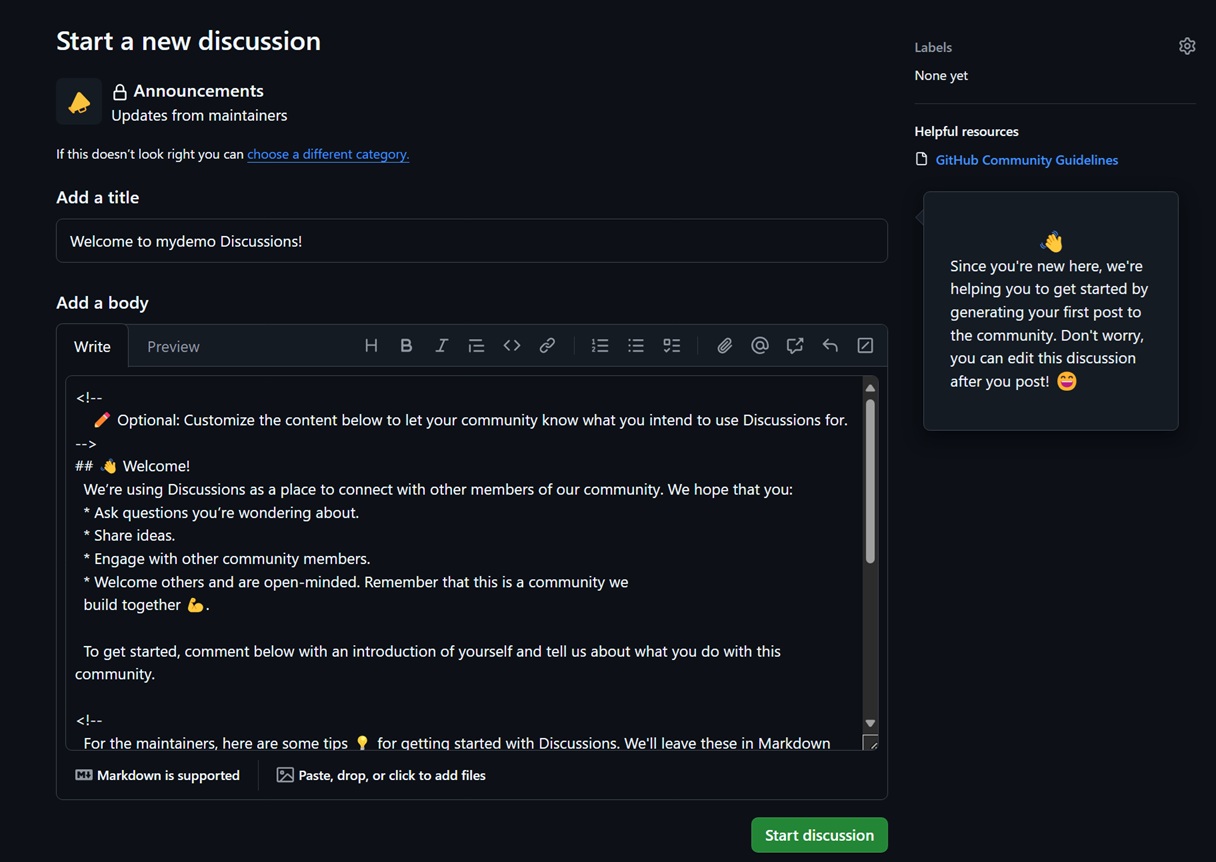 Start a new discussion
Announcements
Updates from maintainers
If this doesn't look right you can choose a different category.
Add a title
Welcome to mydemo Discussions!
Add a body
Write
Preview
<!--
✏️ Optional: Customize the content below to let your community know what you intend to use Discussions for.
-->
## 👋 Welcome!
We’re using Discussions as a place to connect with other members of our community. We hope that you:
* Ask questions you’re wondering about.
* Share ideas.
* Engage with other community members.
* Welcome others and are open-minded. Remember that this is a community we
build together 💪.
To get started, comment below with an introduction of yourself and tell us about what you do with this
community.
<!--
For the maintainers, here are some tips 💡 for getting started with Discussions. We'll leave these in Markdown
Markdown is supported
Paste, drop, or click to add files
Start discussion
Labels
None yet
Helpful resources
GitHub Community Guidelines
👋
Since you're new here, we're
helping you to get started by
generating your first post to
the community. Don't worry,
you can edit this discussion
after you post! 😄